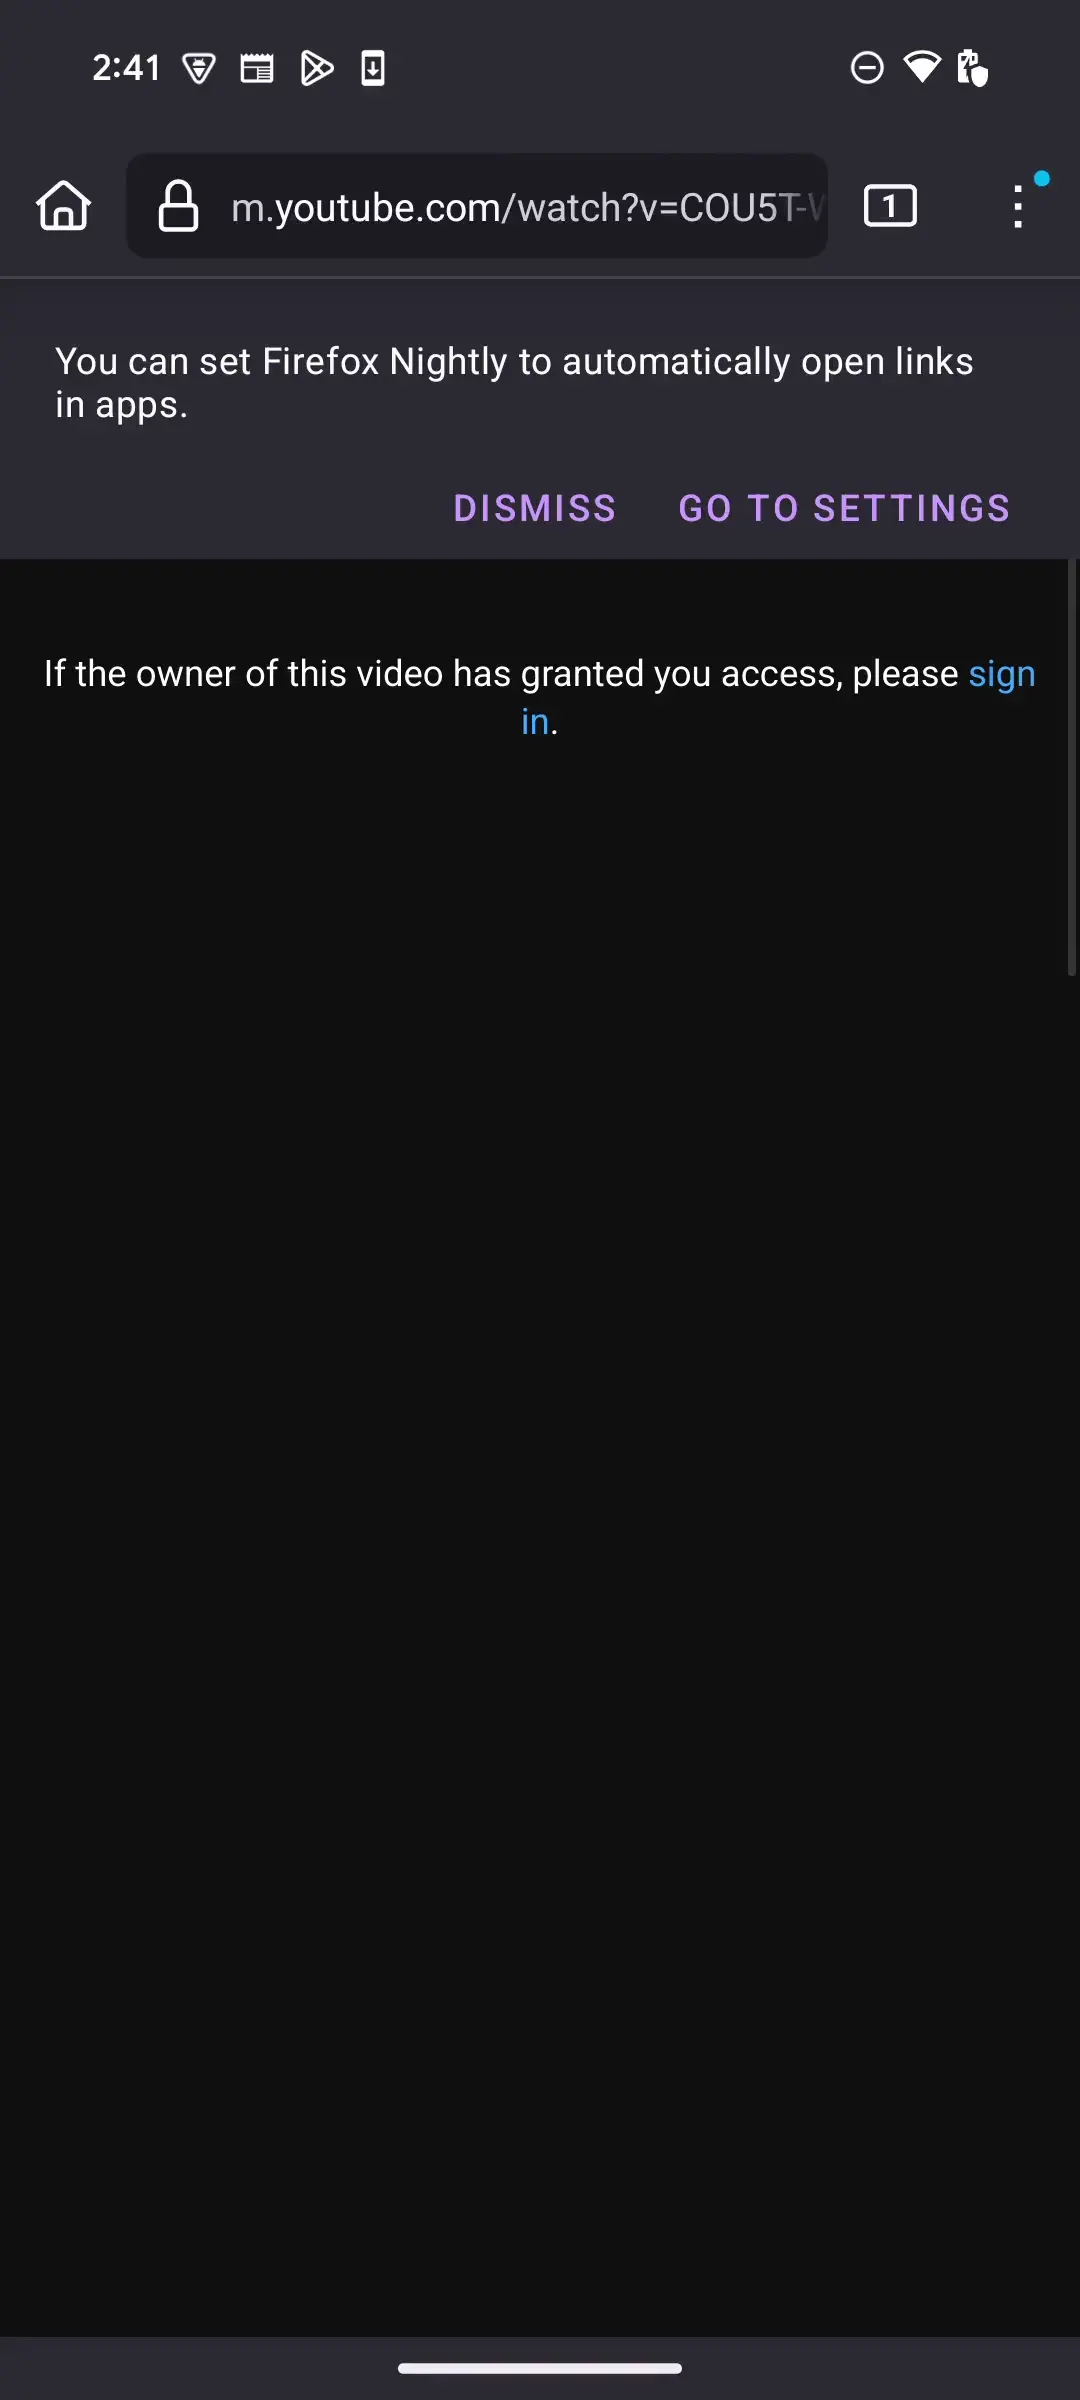 2:41
m.youtube.com/watch?v=COU5T-
1
You can set Firefox Nightly to automatically open links
in apps.
DISMISS GO TO SETTINGS
If the owner of this video has granted you access, please sign
in.